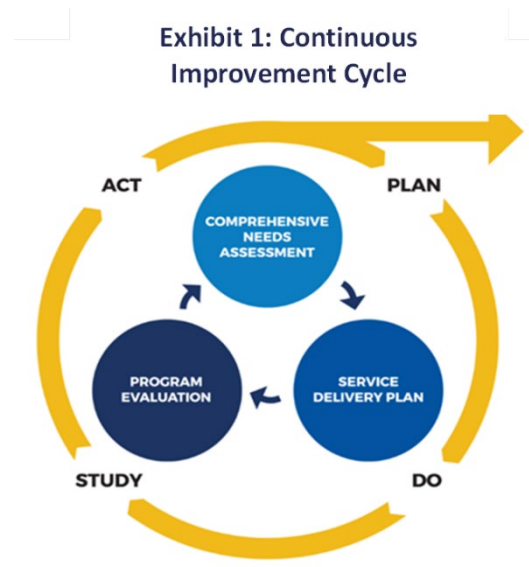 Exhibit 1: Continuous
Improvement Cycle
ACT
PLAN
COMPREHENSIVE
NEEDS
ASSESSMENT
PROGRAM
EVALUATION
SERVICE
DELIVERY PLAN
STUDY
DO